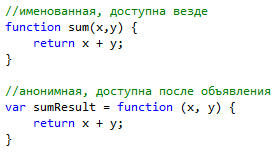 //именованная, доступна везде
function sum(x,y) {
    return x + y;
}

//анонимная, доступна после объявления
var sumResult = function (x, y) {
    return x + y;
}